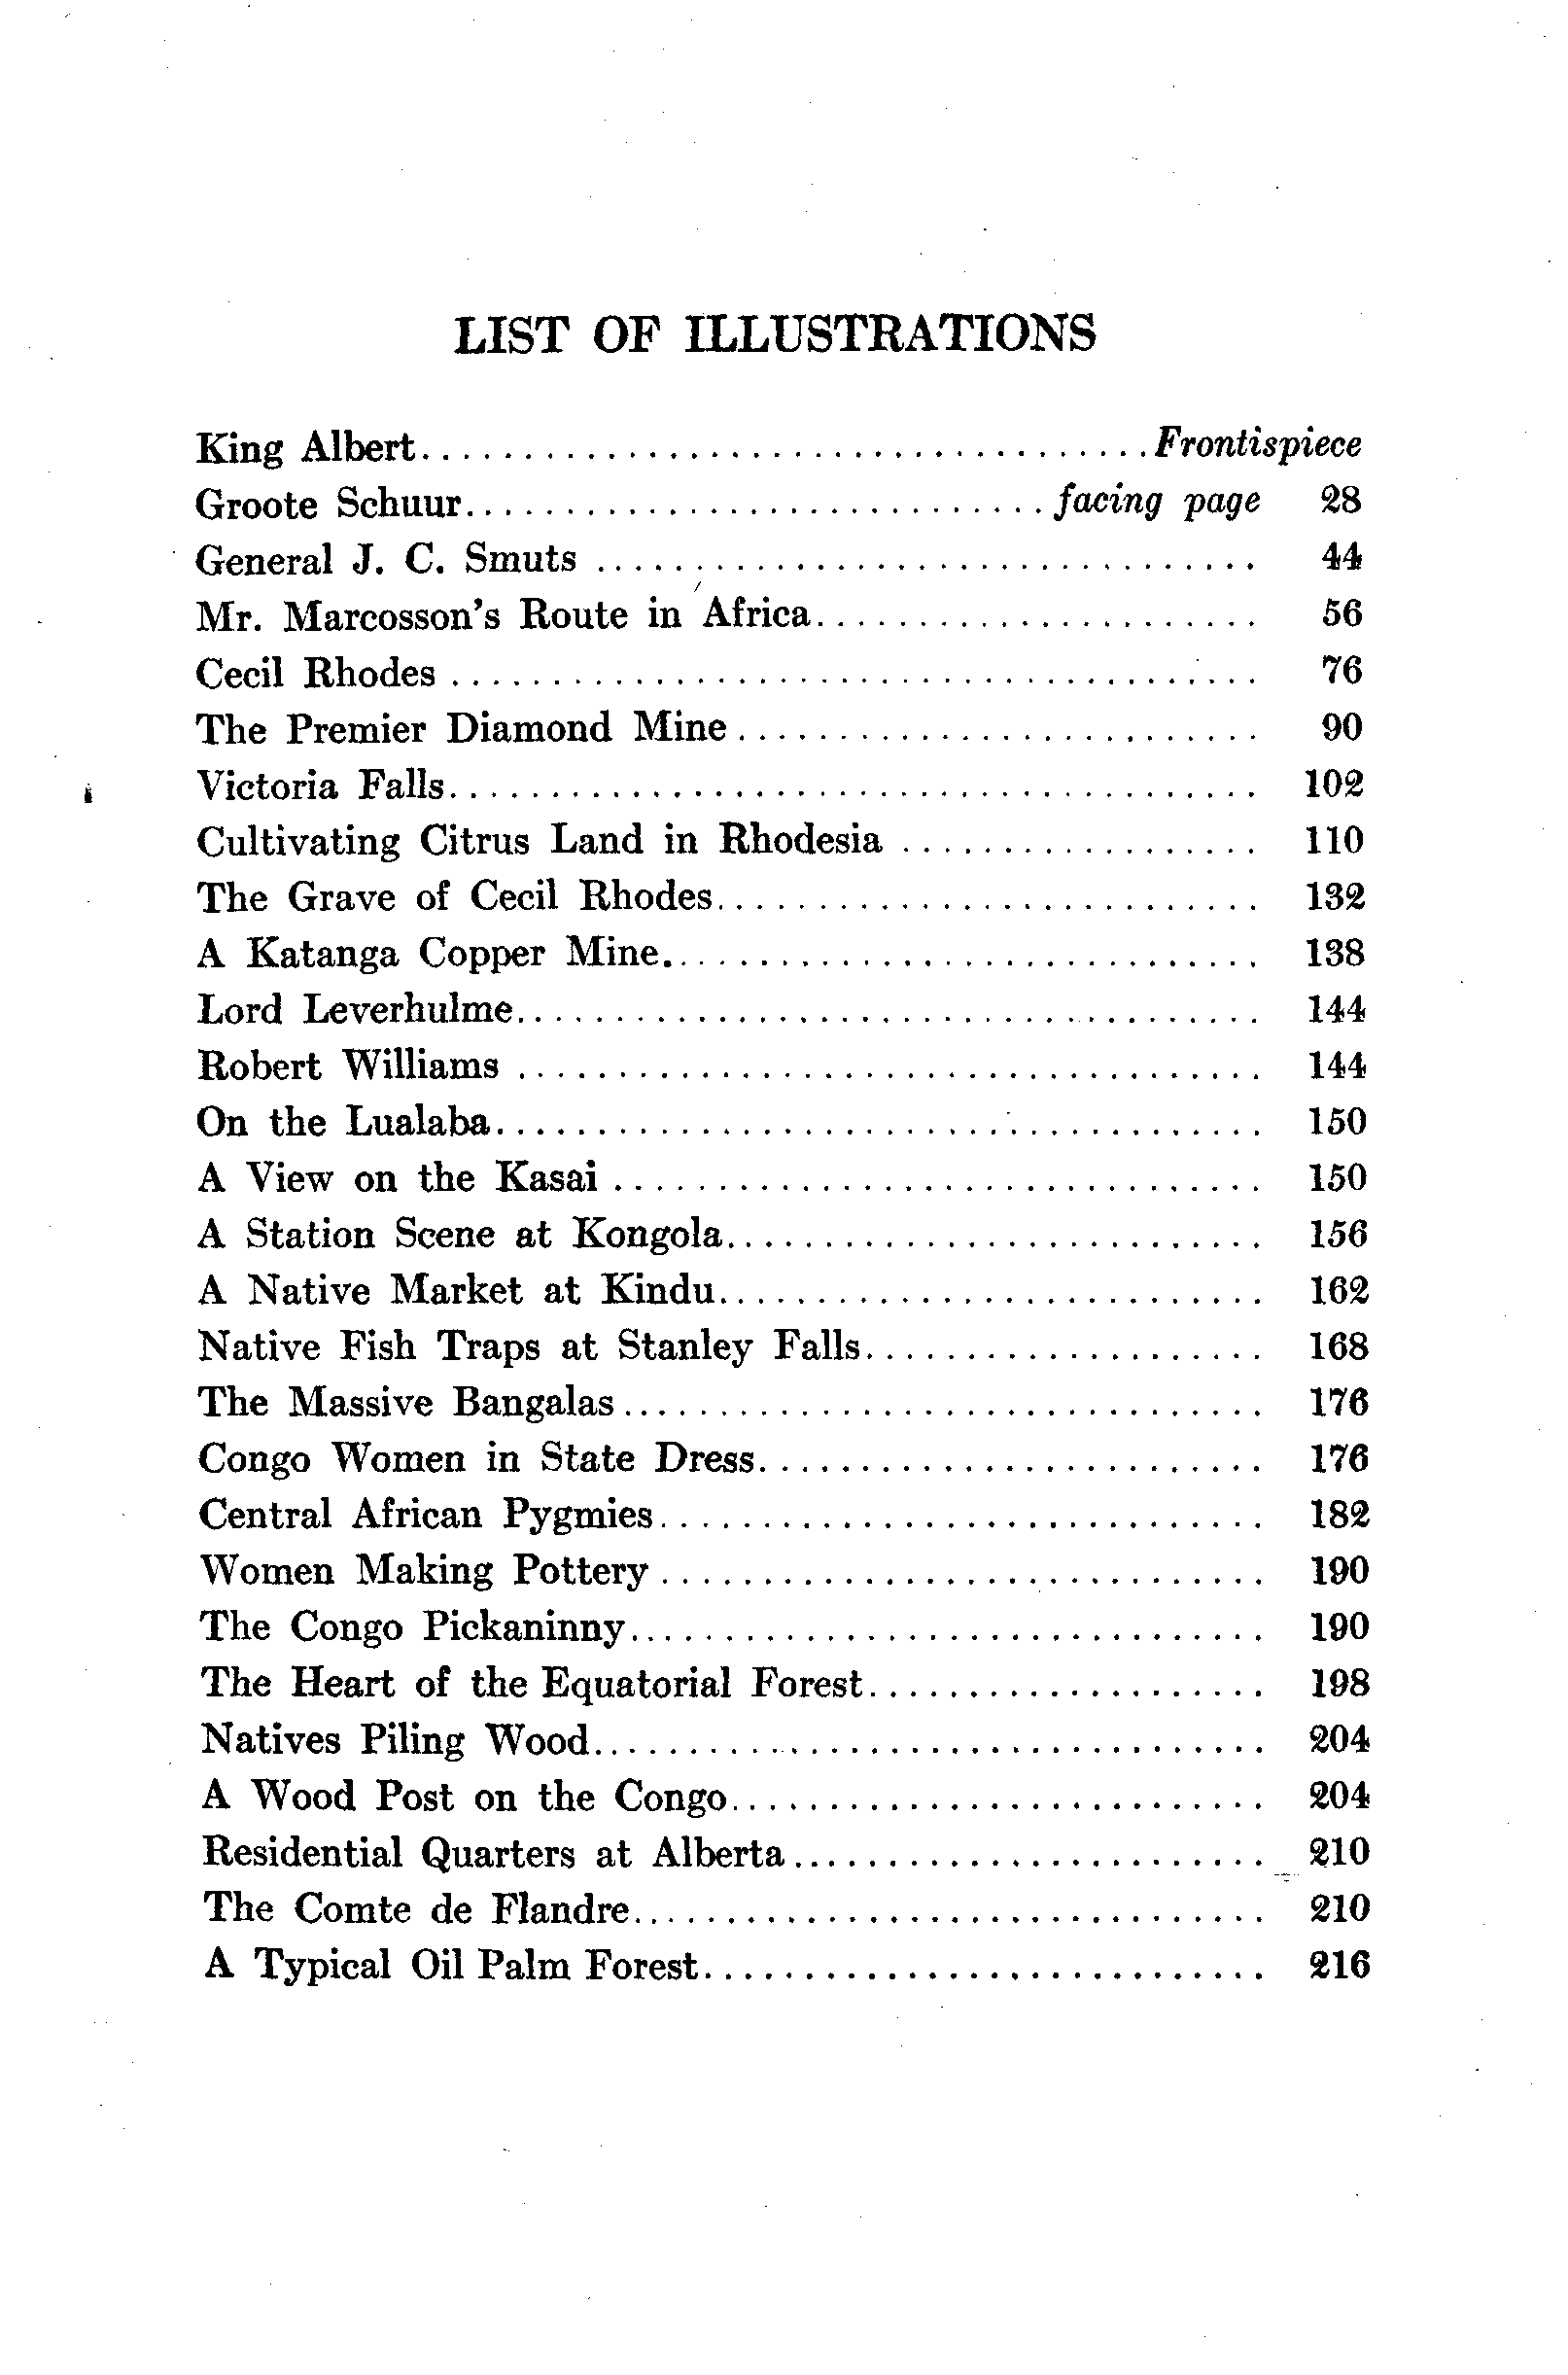 LIST OF ILLUSTRATIONS
King Albert....................................Frontispiece
Groote Schuur.............................facing page 28
General J. C. Smuts ................................. 44
Mr. Marcosson's Route in Africa...................... 56
Cecil Rhodes ........................................ 76
The Premier Diamond Mine .......................... 90
Victoria Falls........................................ 102
Cultivating Citrus Land in Rhodesia .................. 110
The Grave of Cecil Rhodes........................... 132
A Katanga Copper Mine.............................. 138
Lord Leverhulme..................................... 144
Robert Williams ..................................... 144
On the Lualaba...................................... 150
A View on the Kasai ................................ 150
A Station Scene at Kongola........................... 156
A Native Market at Kindu........................... 162
Native Fish Traps at Stanley Falls.................... 168
The Massive Bangalas................................ 176
Congo Women in State Dress......................... 176
Central African Pygmies.............................. 182
Women Making Pottery .............................. 190
The Congo Pickaninny................................ 190
The Heart of the Equatorial Forest.................... 198
Natives Piling Wood................................. 204
A Wood Post on the Congo........................... 204
Residential Quarters at Alberta........................ 210
The Comte de Flandre................................ 210
A Typical Oil Palm Forest............................ 216